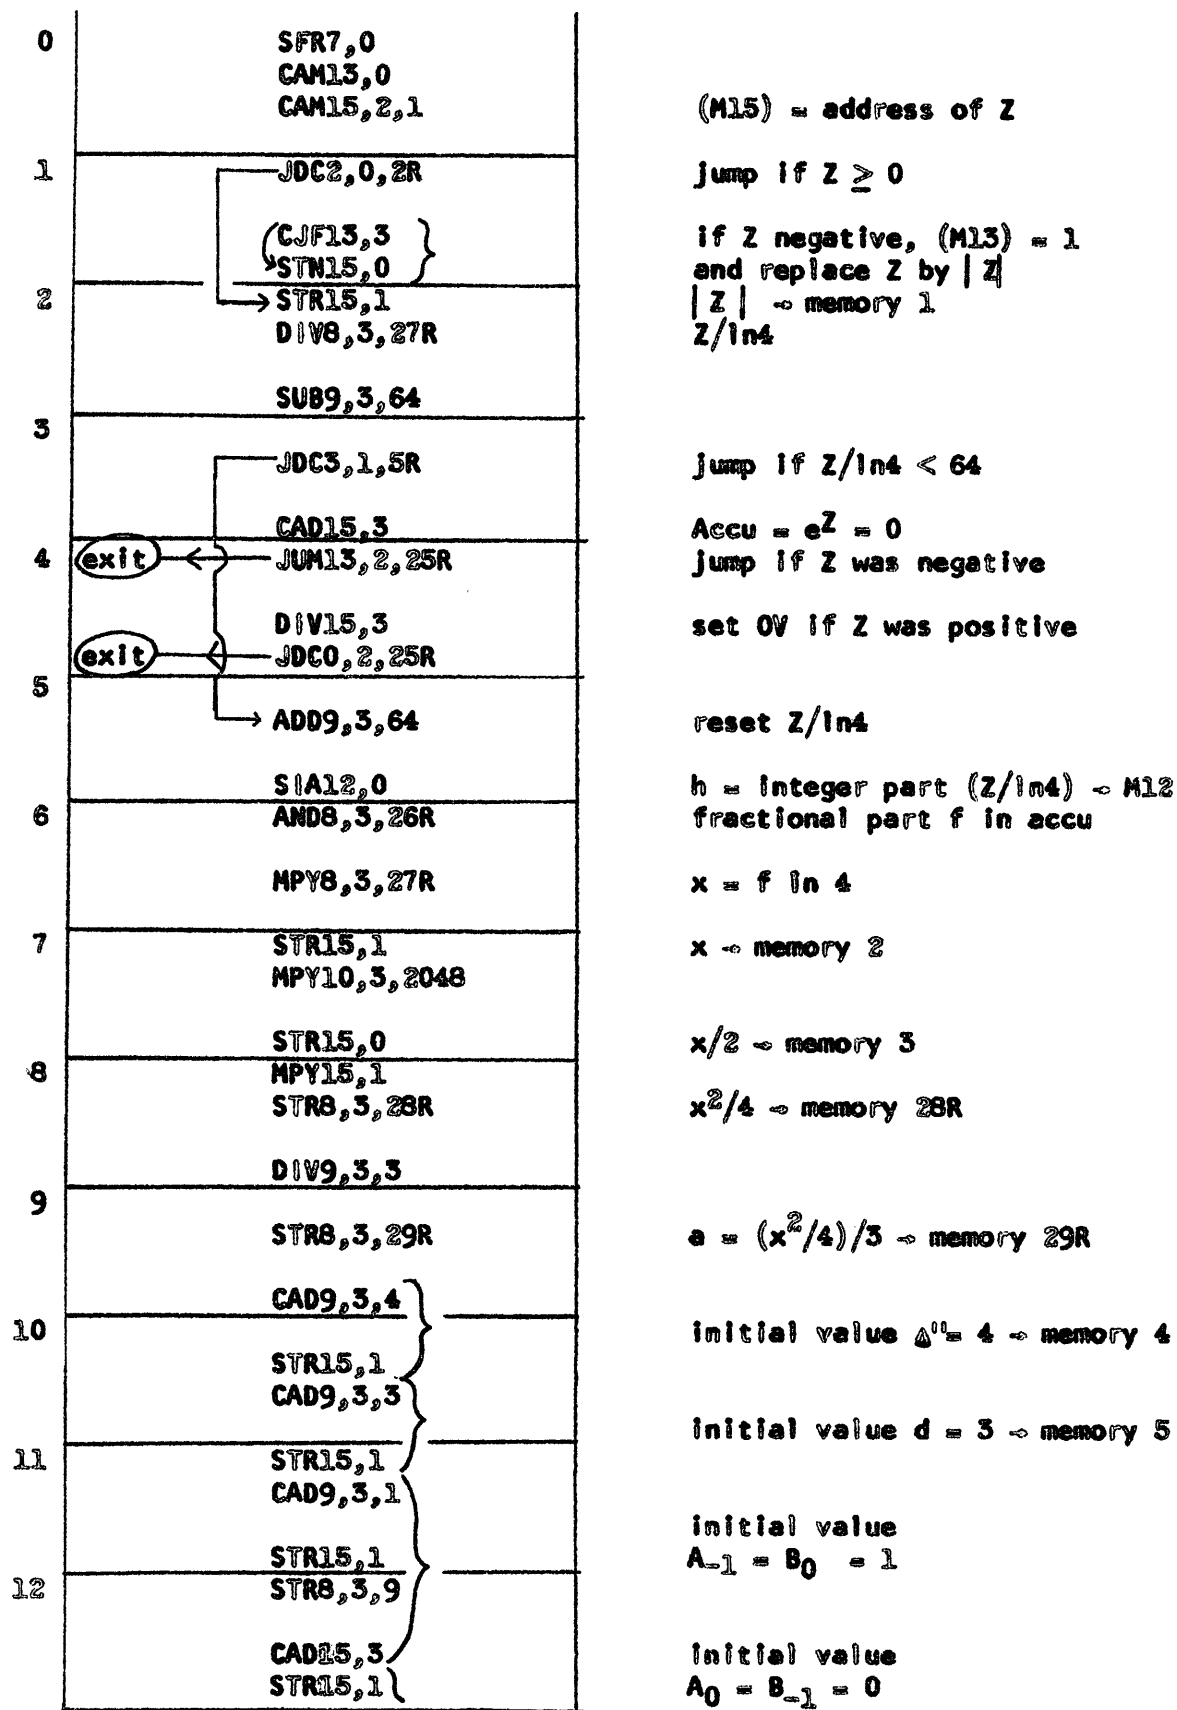 0 SFR7,0
CAM13,0
CAM15,2,1 (M15) = address of Z
1 JDC2,0,2R jump if Z ≥ 0
CJF13,3 if Z negative, (M13) = 1
STN15,0 and replace Z by |Z|
2 STR15,1 |Z| → memory 1
DIV8,3,27R Z/ln4
SUB9,3,64
3
JDC3,1,5R jump if Z/ln4 < 64
CAD15,3 Accu = e^Z = 0
4 exit JUM13,2,25R jump if Z was negative
DIV15,3 set OV if Z was positive
exit JDC0,2,25R
5
ADD9,3,64 reset Z/ln4
SIA12,0 h = integer part (Z/ln4) → M12
6 AND8,3,26R fractional part f in accu
MPY8,3,27R x = f ln 4
7 STR15,1 x → memory 2
MPY10,3,2048
STR15,0 x/2 → memory 3
8 MPY15,1
STR8,3,28R x²/4 → memory 28R
DIV9,3,3
9
STR8,3,29R a = (x²/4)/3 → memory 29R
CAD9,3,4
10 initial value Δ''= 4 → memory 4
STR15,1
CAD9,3,3
initial value d = 3 → memory 5
11 STR15,1
CAD9,3,1
initial value
STR15,1 A₋₁ = B₀ = 1
12 STR8,3,9
CAD15,3 initial value
STR15,1 A₀ = B₋₁ = 0